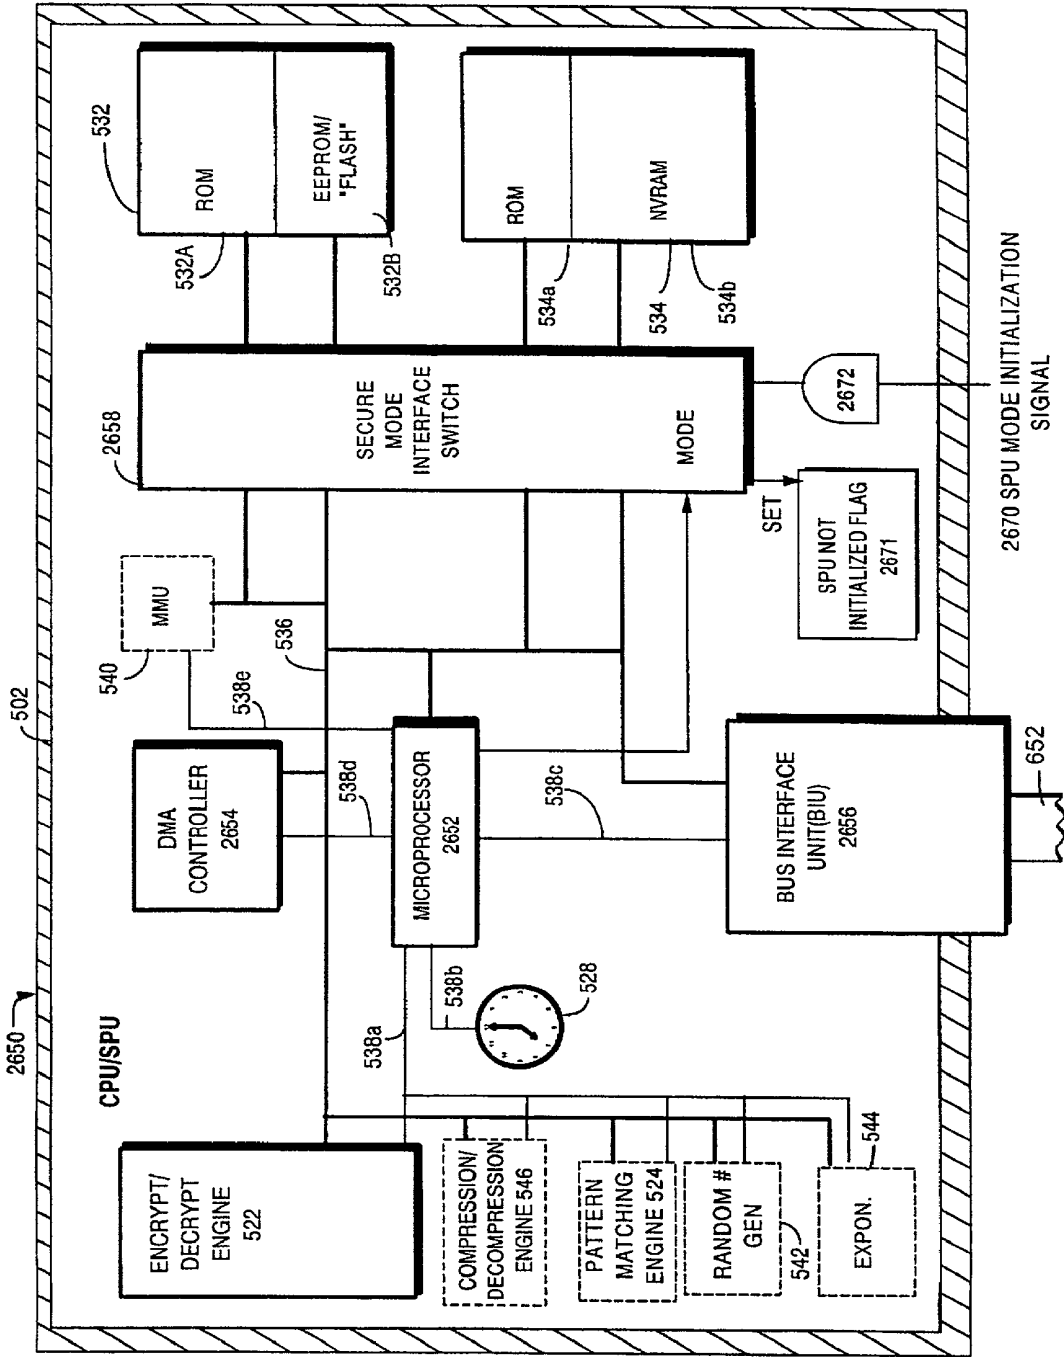 2650
502
CPU/SPU
ENCRYPT/
DECRYPT
ENGINE
522
DMA
CONTROLLER
2654
540
MMU
2658
532
ROM
532A
EEPROM/
"FLASH"
532B
538d
538e
536
538a
538b
528
MICROPROCESSOR
2652
538c
SECURE
MODE
INTERFACE
SWITCH
MODE
ROM
534a
NVRAM
534
534b
COMPRESSION/
DECOMPRESSION
ENGINE 546
PATTERN
MATCHING
ENGINE 524
RANDOM #
GEN
542
EXPON.
544
BUS INTERFACE
UNIT(BIU)
2656
652
SET
SPU NOT
INITIALIZED FLAG
2671
2672
2670 SPU MODE INITIALIZATION
SIGNAL